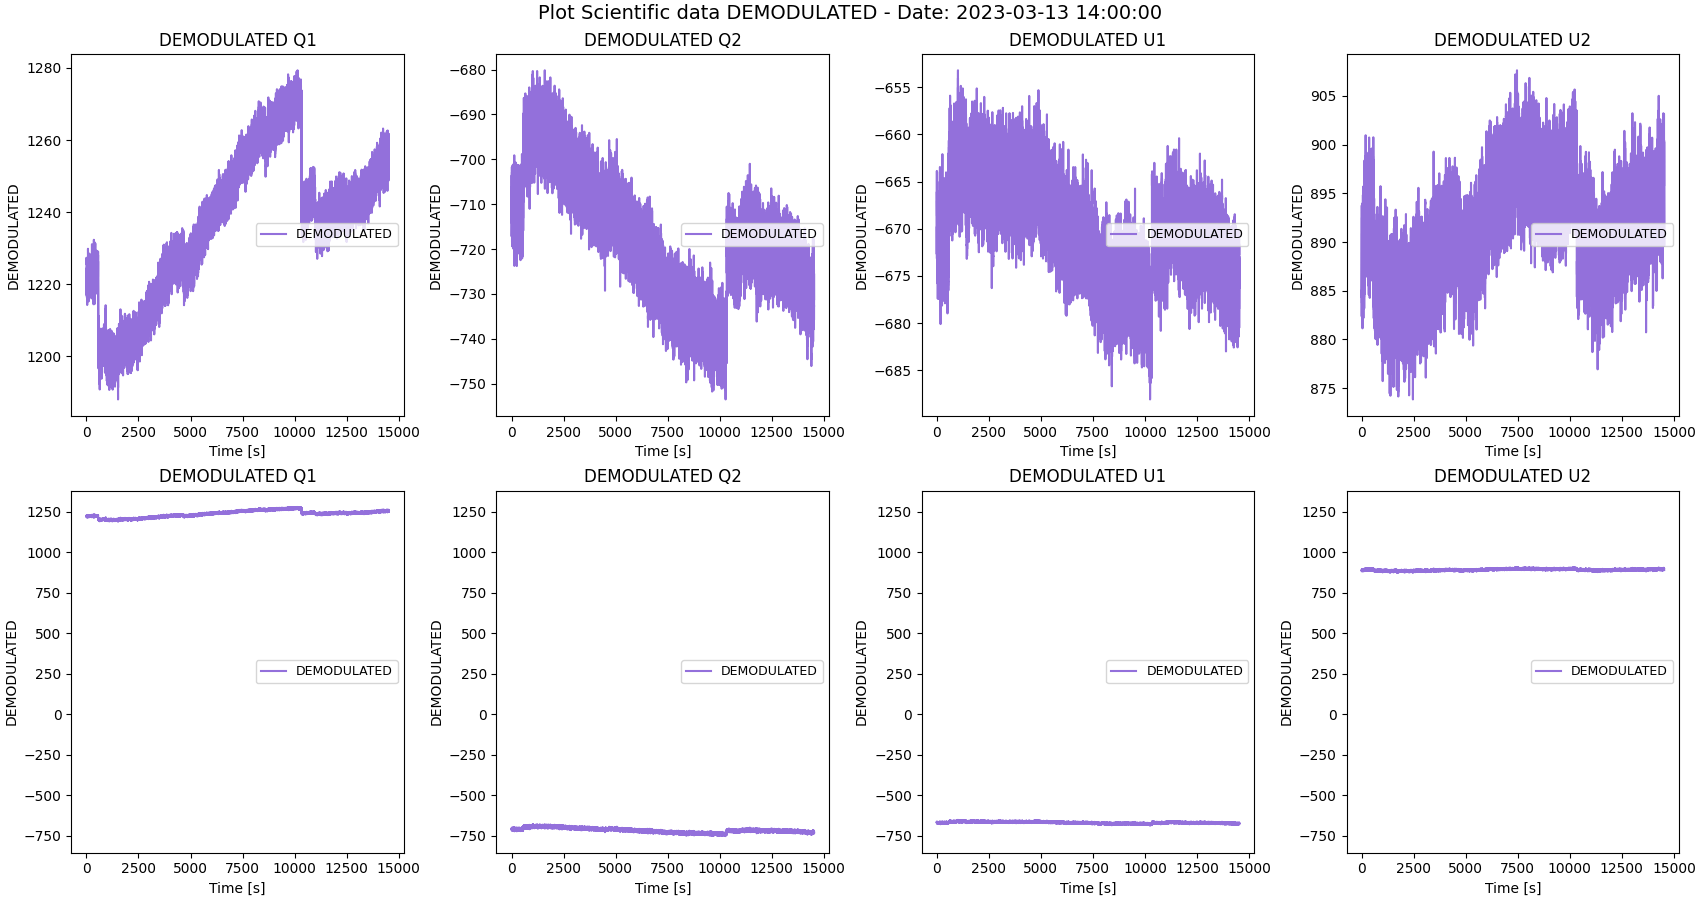 Plot Scientific data DEMODULATED - Date: 2023-03-13 14:00:00
DEMODULATED Q1
DEMODULATED
1280
1260
1240
1220
1200
DEMODULATED
0 2500 5000 7500 10000 12500 15000
Time [s]
DEMODULATED Q2
DEMODULATED
−680
−690
−700
−710
−720
−730
−740
−750
DEMODULATED
0 2500 5000 7500 10000 12500 15000
Time [s]
DEMODULATED U1
DEMODULATED
−655
−660
−665
−670
−675
−680
−685
DEMODULATED
0 2500 5000 7500 10000 12500 15000
Time [s]
DEMODULATED U2
DEMODULATED
905
900
895
890
885
880
875
DEMODULATED
0 2500 5000 7500 10000 12500 15000
Time [s]
DEMODULATED Q1
DEMODULATED
1250
1000
750
500
250
0
−250
−500
−750
DEMODULATED
0 2500 5000 7500 10000 12500 15000
Time [s]
DEMODULATED Q2
DEMODULATED
1250
1000
750
500
250
0
−250
−500
−750
DEMODULATED
0 2500 5000 7500 10000 12500 15000
Time [s]
DEMODULATED U1
DEMODULATED
1250
1000
750
500
250
0
−250
−500
−750
DEMODULATED
0 2500 5000 7500 10000 12500 15000
Time [s]
DEMODULATED U2
DEMODULATED
1250
1000
750
500
250
0
−250
−500
−750
DEMODULATED
0 2500 5000 7500 10000 12500 15000
Time [s]